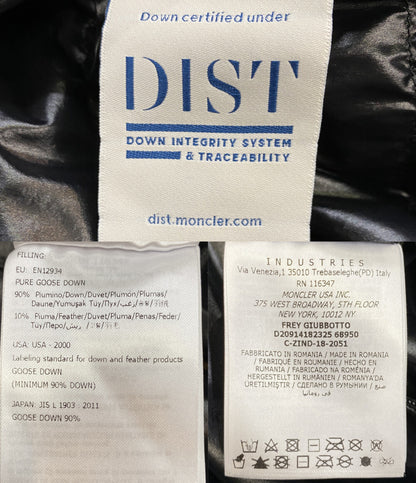 Down certified under
DIST
DOWN INTEGRITY SYSTEM
& TRACEABILITY
dist.moncler.com
FILLING:
EU: EN12934
PURE GOOSE DOWN
90% Piumino/Down/Duvet/Plumón/Plumas/
Daune/Yumuşak Tüy/Пух/زغب/
10% Piuma/Feather/Duvet/Pluma/Penas/Feder/
Tüy/Перо/ريش/
USA: USA - 2000
Labeling standard for down and feather products
GOOSE DOWN
(MINIMUM 90% DOWN)
JAPAN: JIS L 1903 : 2011
GOOSE DOWN 90%
INDUSTRIES
Via Venezia,1 35010 Trebaseleghe(PD) Italy
RN 116347
MONCLER USA INC.
375 WEST BROADWAY, 5TH FLOOR
NEW YORK, 10012 NY
FREY GIUBBOTTO
D20914182325 68950
C-ZIND-18-2051
FABBRICATO IN ROMANIA / MADE IN ROMANIA
/ FABRIQUÉ EN ROUMANIE / HECHO EN
RUMANIA / FABRICADO NA ROMÉNIA /
HERGESTELLT IN RUMÄNIEN / ROMANYA'DA
ÜRETILMIŞTIR / СДЕЛАНО В РУМЫНИИ / صنع
في رومانيا